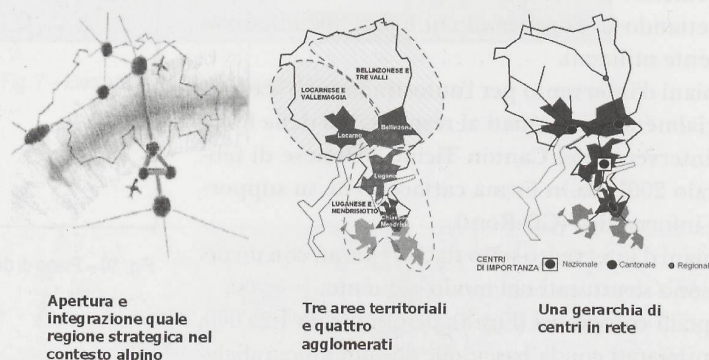 BELLINZONESE E
TRE VALLI
LOCARNESE E
VALLEMAGGIA
Locarno
Bellinzona
Lugano
LUGANESE E
MENDRISIOTTO
Chiasso
Mendrisio
CENTRI
DI IMPORTANZA
Nazionale
Cantonale
Regionale
Apertura e
integrazione quale
regione strategica nel
contesto alpino
Tre aree territoriali
e quattro
agglomerati
Una gerarchia di
centri in rete